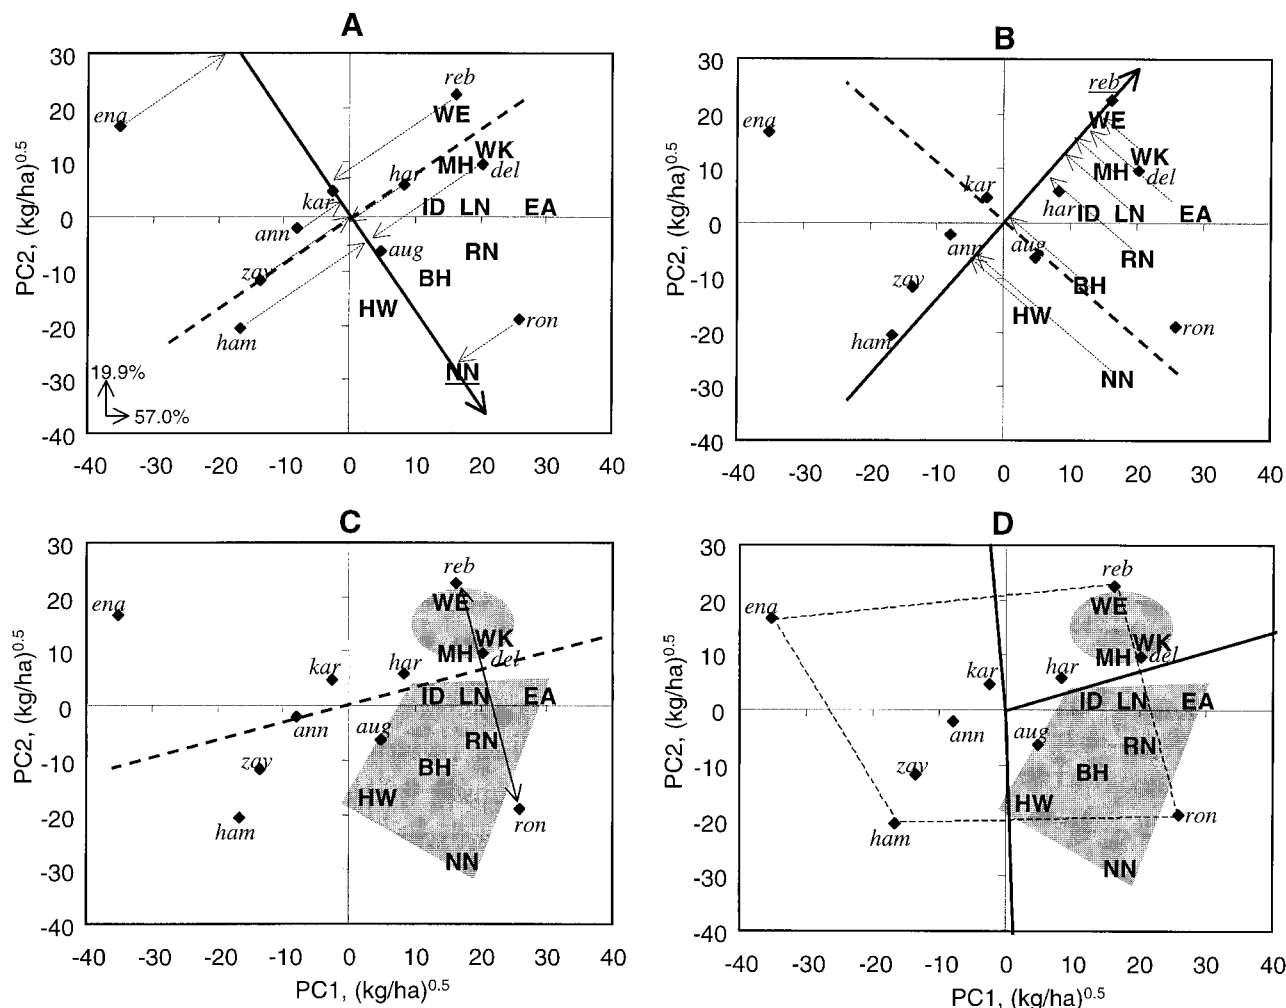 A
PC2, (kg/ha)0.5
30
20
10
0
-10
-20
-30
-40
-40 -30 -20 -10 0 10 20 30 40
ena
reb
WE
WK
MH
del
har
kar
ID LN EA
ann
aug
RN
zay
BH
HW
ham
ron
NN
19.9%
57.0%
B
PC2, (kg/ha)0.5
30
20
10
0
-10
-20
-30
-40
-40 -30 -20 -10 0 10 20 30 40
reb
ena
WE
WK
MH
del
kar
har
ID LN EA
ann
aug
RN
zay
BH
HW
ham
ron
NN
C
PC2, (kg/ha)0.5
30
20
10
0
-10
-20
-30
-40
-40 -30 -20 -10 0 10 20 30 40
PC1, (kg/ha)0.5
reb
ena
WE
WK
MH
del
kar
har
ID LN EA
ann
aug
RN
zay
BH
HW
ham
ron
NN
D
PC2, (kg/ha)0.5
30
20
10
0
-10
-20
-30
-40
-40 -30 -20 -10 0 10 20 30 40
PC1, (kg/ha)0.5
reb
ena
WE
WK
MH
del
kar
har
ID LN EA
ann
aug
RN
zay
BH
HW
ham
ron
NN